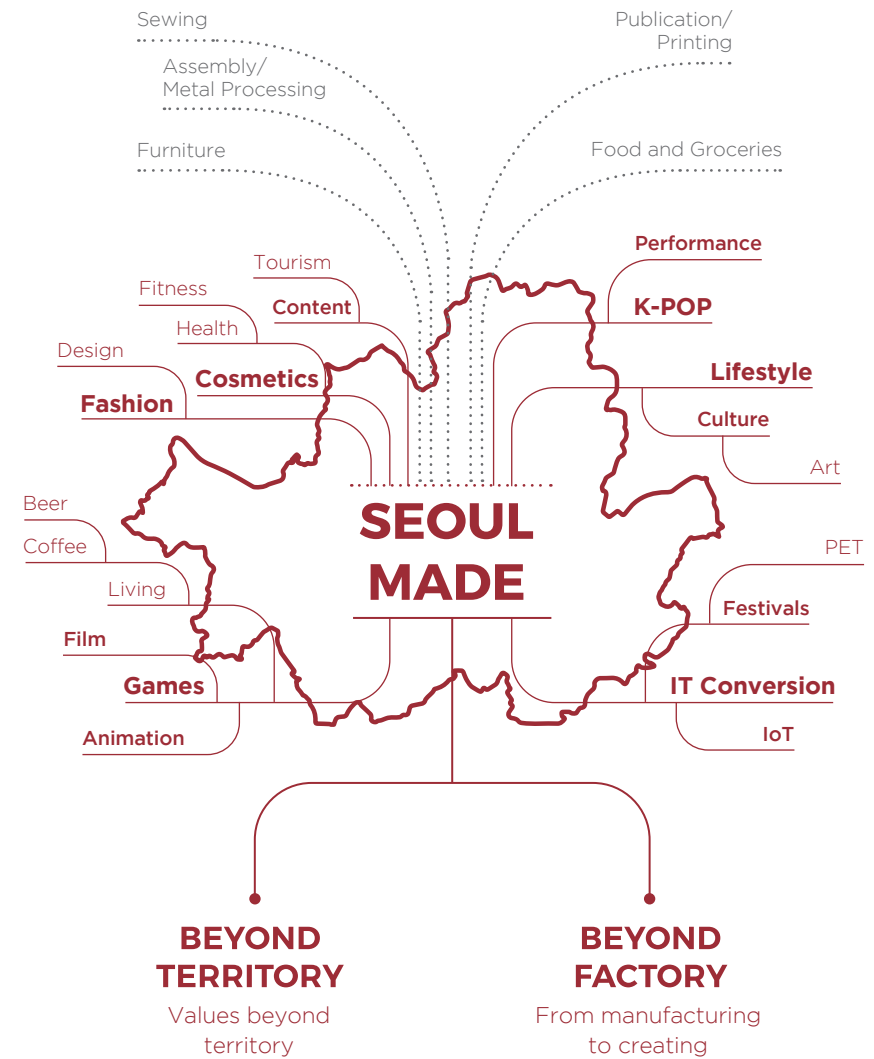 Sewing
Publication/
Printing
Assembly/
Metal Processing
Furniture
Food and Groceries
Performance
Tourism
Fitness
Content
K-POP
Health
Design
Cosmetics
Lifestyle
Fashion
Culture
Art
Beer
SEOUL
MADE
Coffee
PET
Living
Festivals
Film
Games
IT Conversion
Animation
IoT
BEYOND
TERRITORY
Values beyond
territory
BEYOND
FACTORY
From manufacturing
to creating